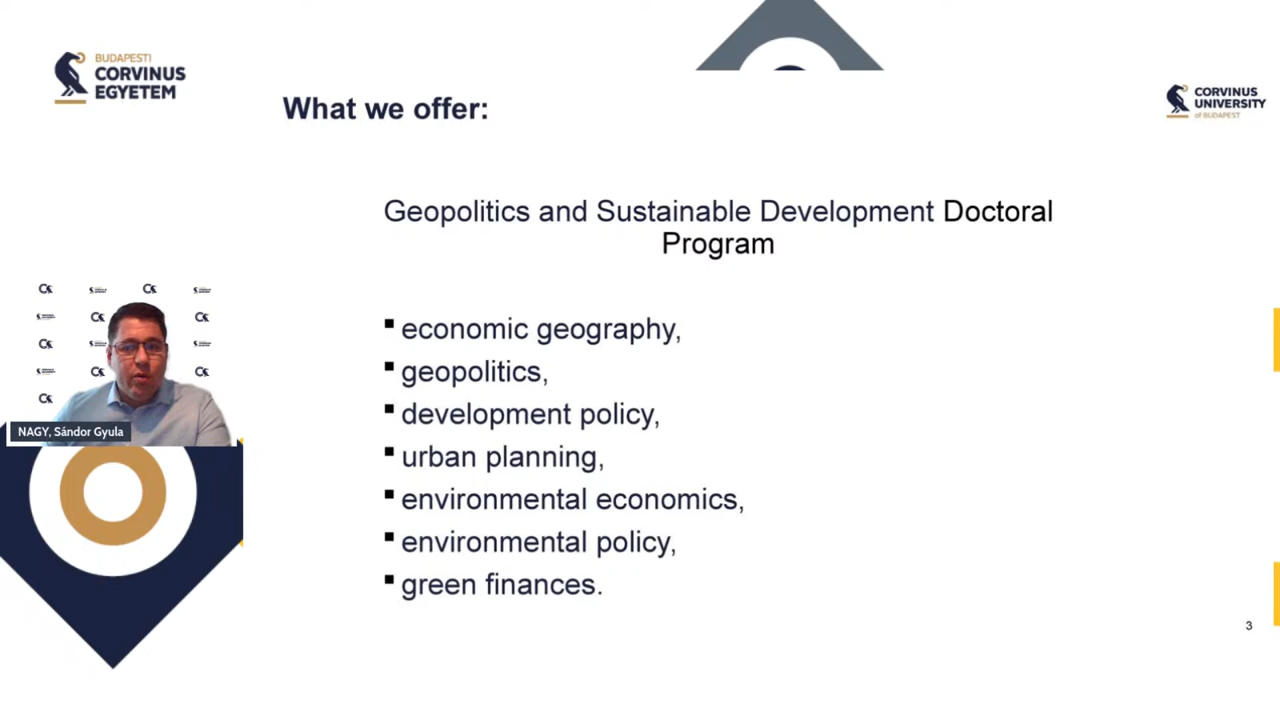 BUDAPESTI
CORVINUS
EGYETEM
CORVINUS
UNIVERSITY
of BUDAPEST
What we offer:
Geopolitics and Sustainable Development Doctoral
Program
economic geography,
geopolitics,
development policy,
urban planning,
environmental economics,
environmental policy,
green finances.
NAGY, Sándor Gyula
3